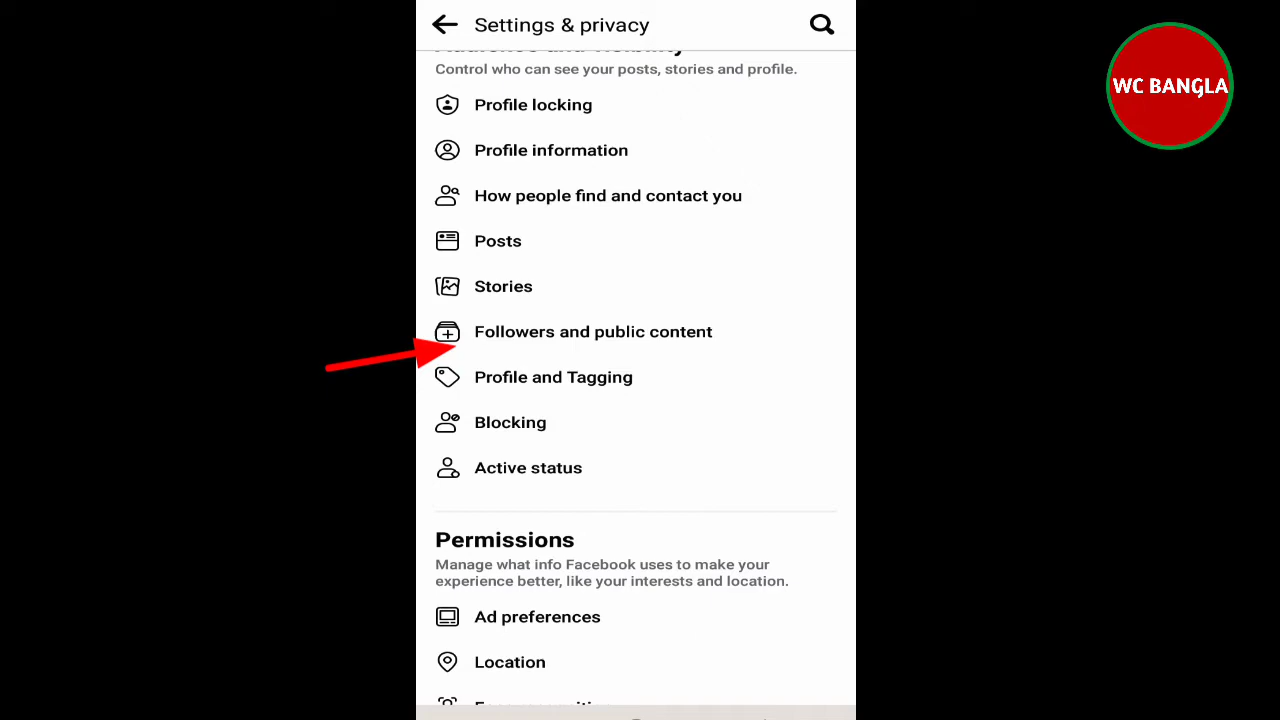 Settings & privacy
Control who can see your posts, stories and profile.
Profile locking
Profile information
How people find and contact you
Posts
Stories
Followers and public content
Profile and Tagging
Blocking
Active status
Permissions
Manage what info Facebook uses to make your
experience better, like your interests and location.
Ad preferences
Location
WC BANGLA